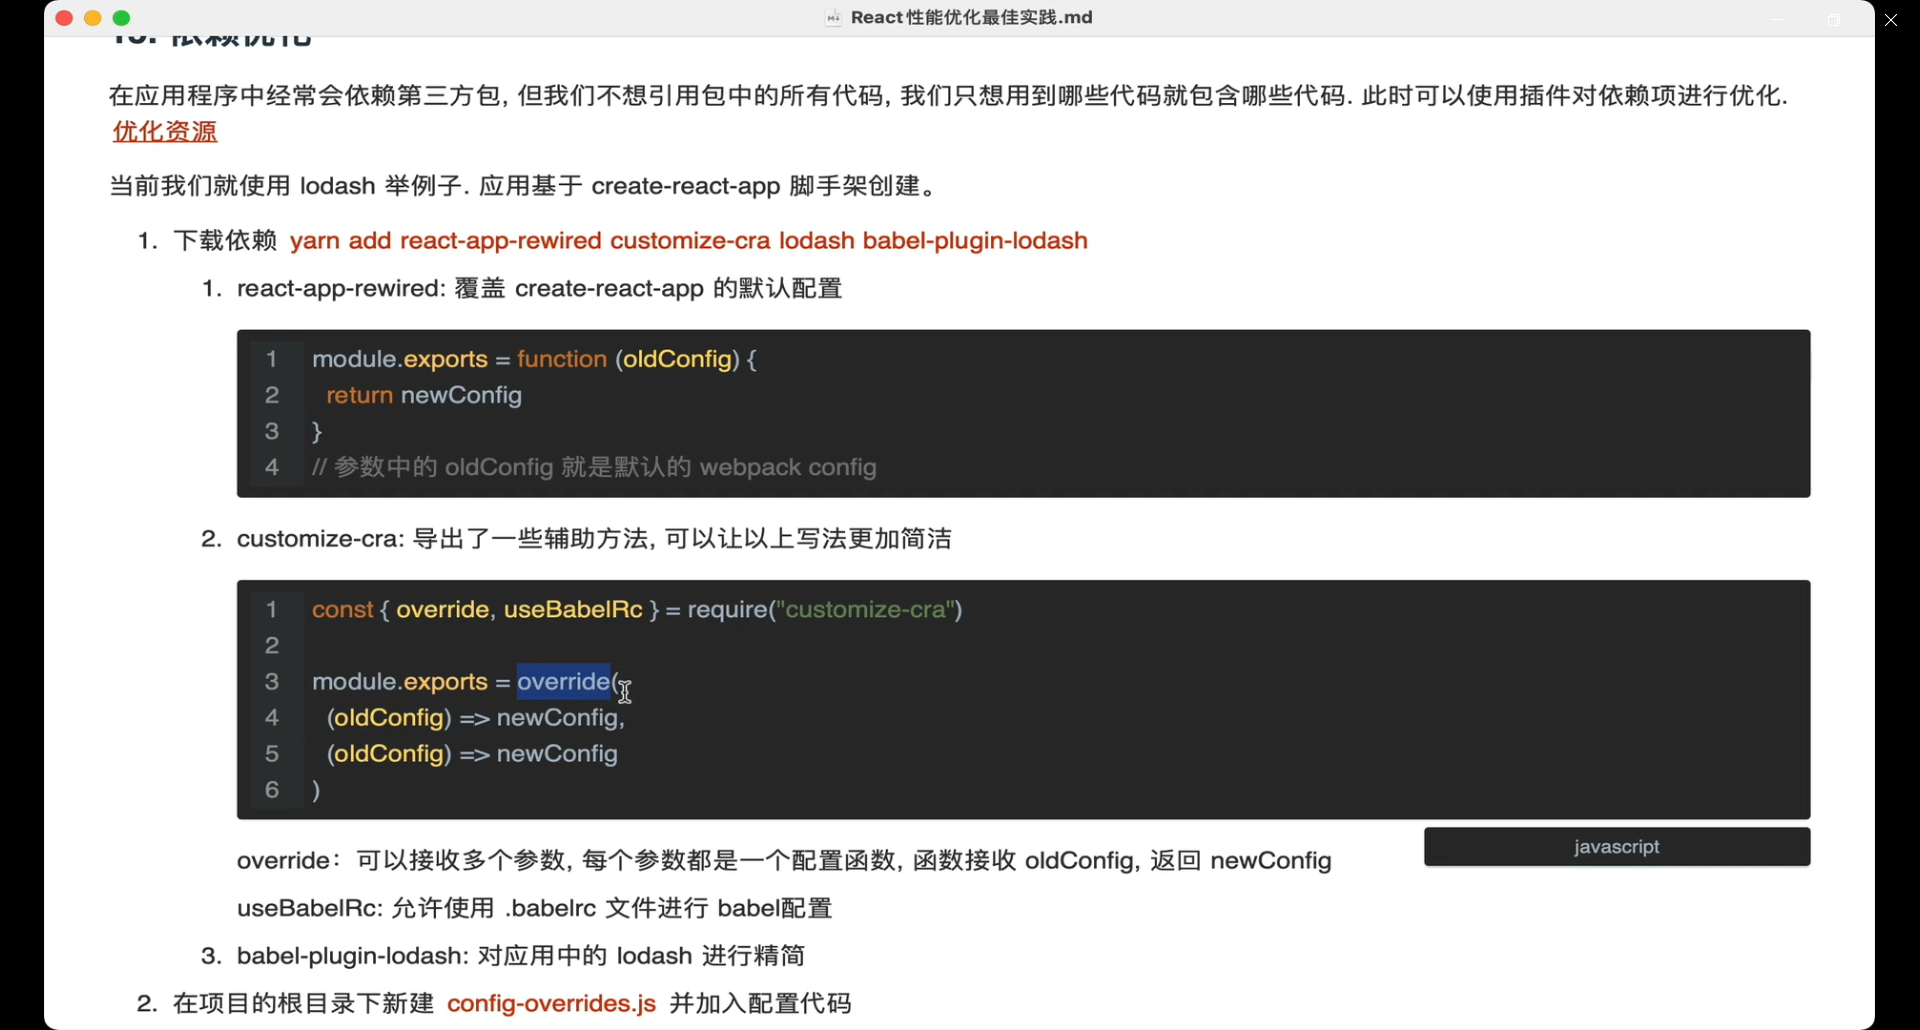 React性能优化最佳实践.md
依赖优化
在应用程序中经常会依赖第三方包, 但我们不想引用包中的所有代码, 我们只想用到哪些代码就包含哪些代码. 此时可以使用插件对依赖项进行优化.
优化资源
当前我们就使用 lodash 举例子. 应用基于 create-react-app 脚手架创建。
1. 下载依赖 yarn add react-app-rewired customize-cra lodash babel-plugin-lodash
1. react-app-rewired: 覆盖 create-react-app 的默认配置
1 module.exports = function (oldConfig) {
2 return newConfig
3 }
4 // 参数中的 oldConfig 就是默认的 webpack config
2. customize-cra: 导出了一些辅助方法, 可以让以上写法更加简洁
1 const { override, useBabelRc } = require("customize-cra")
2
3 module.exports = override(
4 (oldConfig) => newConfig,
5 (oldConfig) => newConfig
6 )
javascript
override：可以接收多个参数, 每个参数都是一个配置函数, 函数接收 oldConfig, 返回 newConfig
useBabelRc: 允许使用 .babelrc 文件进行 babel配置
3. babel-plugin-lodash: 对应用中的 lodash 进行精简
2. 在项目的根目录下新建 config-overrides.js 并加入配置代码